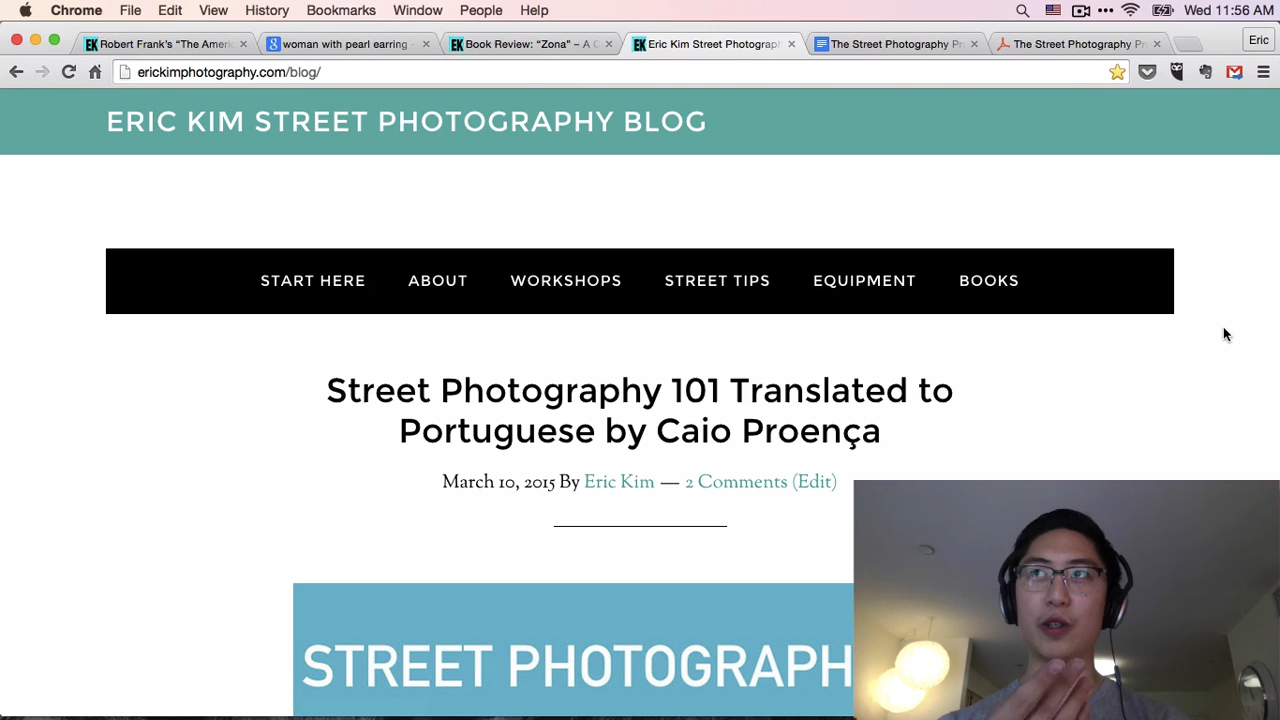 Chrome File Edit View History Bookmarks Window People Help Wed 11:56 AM
EK Robert Frank's "The Ameri
woman with pearl earring -
EK Book Review: "Zona" – A C
EK Eric Kim Street Photograph
The Street Photography Pr
The Street Photography Pr
Eric
erickimphotography.com/blog/
ERIC KIM STREET PHOTOGRAPHY BLOG
START HERE ABOUT WORKSHOPS STREET TIPS EQUIPMENT BOOKS
Street Photography 101 Translated to
Portuguese by Caio Proença
March 10, 2015 By Eric Kim — 2 Comments (Edit)
STREET PHOTOGRAPH